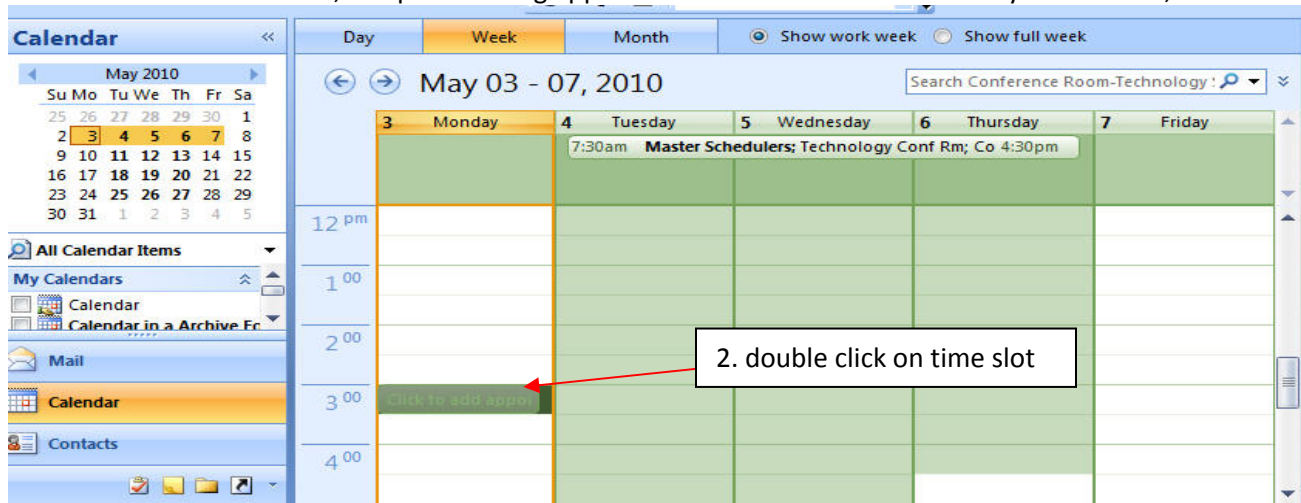 Calendar «
May 2010
Su Mo Tu We Th Fr Sa
25 26 27 28 29 30 1
2 3 4 5 6 7 8
9 10 11 12 13 14 15
16 17 18 19 20 21 22
23 24 25 26 27 28 29
30 31 1 2 3 4 5
All Calendar Items
My Calendars
Calendar
Calendar in a Archive Fc
Mail
Calendar
Contacts
Day Week Month Show work week Show full week
May 03 - 07, 2010
Search Conference Room-Technology :
3 Monday 4 Tuesday 5 Wednesday 6 Thursday 7 Friday
7:30am Master Schedulers; Technology Conf Rm; Co 4:30pm
12 pm
1 00
2 00
2. double click on time slot
3 00 Click to add appoi
4 00